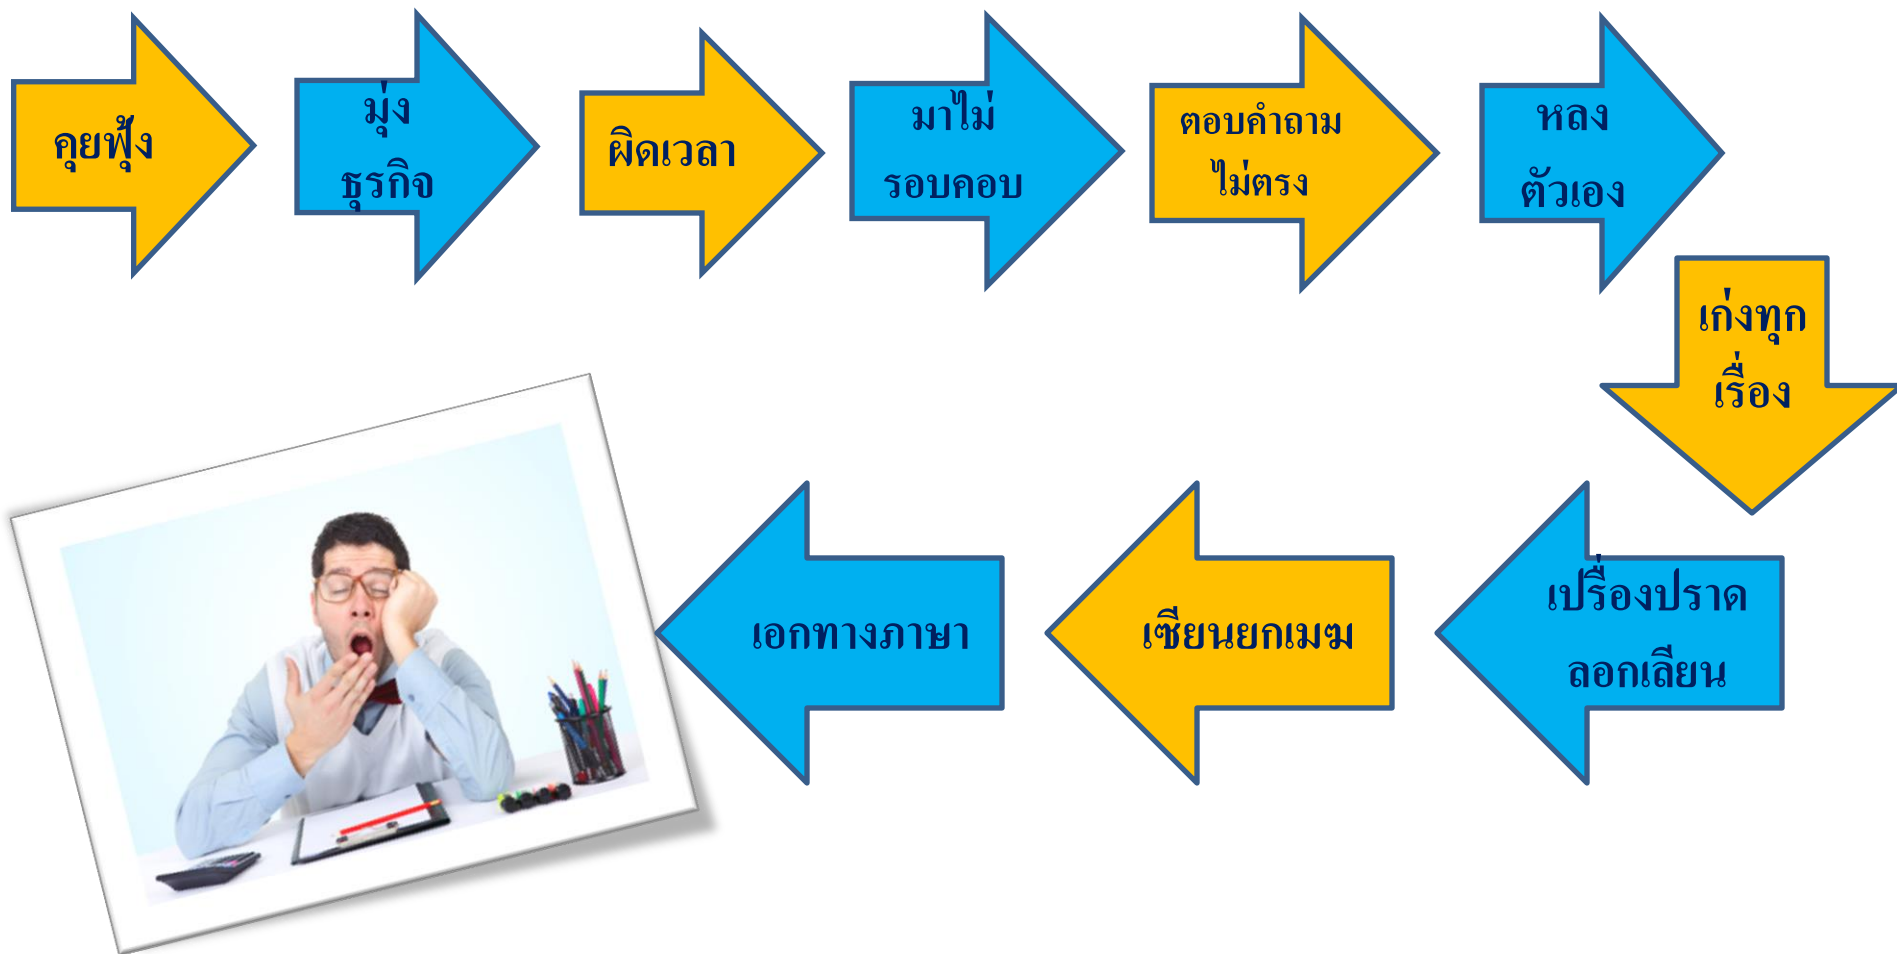 คุยฟุ้ง
มุ่ง
ธุรกิจ
ผิดเวลา
มาไม่
รอบคอบ
ตอบคำถาม
ไม่ตรง
หลง
ตัวเอง
เก่งทุก
เรื่อง
เปรื่องปราด
ลอกเลียน
เซียนยกเมฆ
เอกทางภาษา